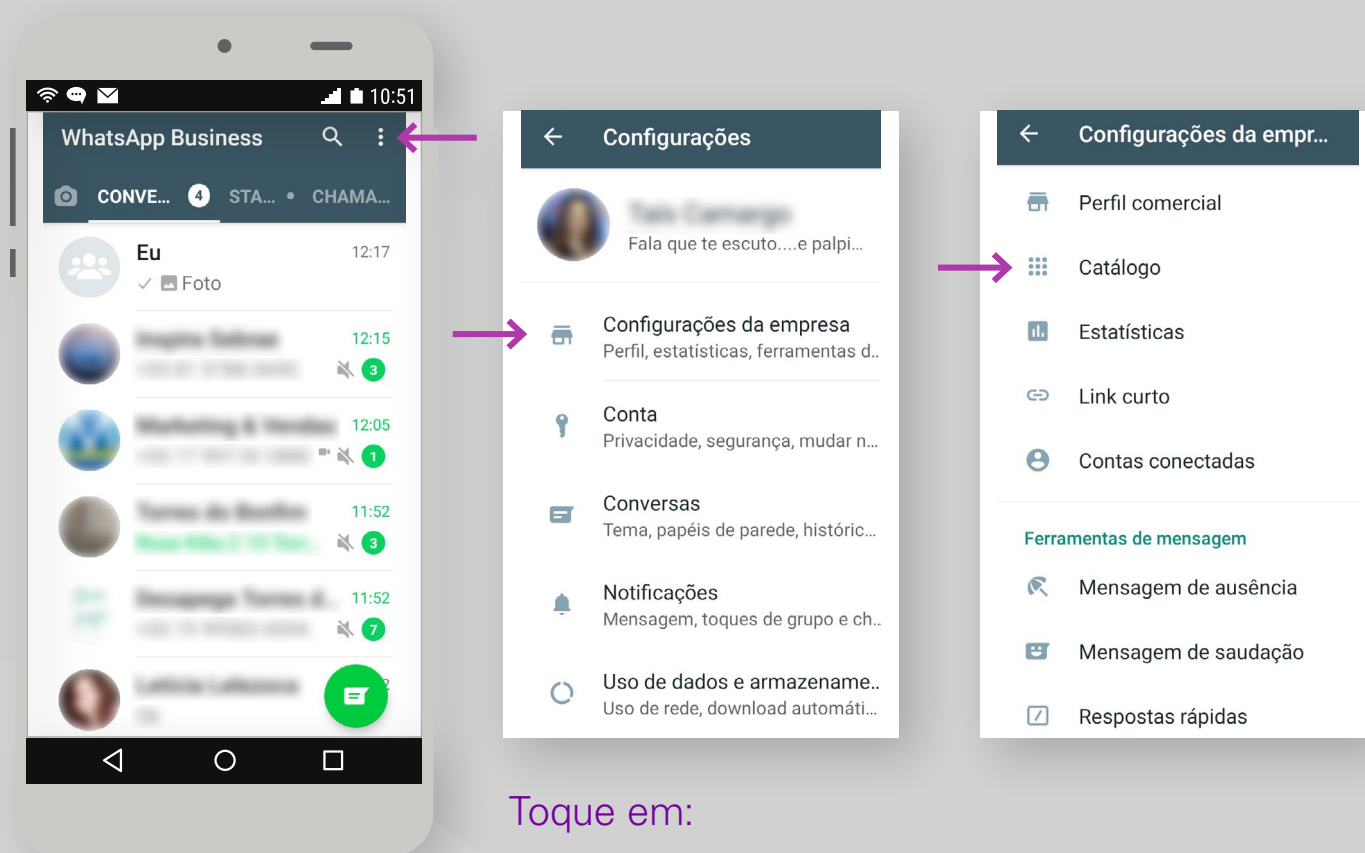 10:51
WhatsApp Business
CONVE... 4 STA... • CHAMA...
Eu 12:17
Foto
12:15
3
12:05
1
11:52
3
11:52
7
Configurações
Fala que te escuto....e palpi...
Configurações da empresa
Perfil, estatísticas, ferramentas d..
Conta
Privacidade, segurança, mudar n...
Conversas
Tema, papéis de parede, históric...
Notificações
Mensagem, toques de grupo e ch..
Uso de dados e armazename..
Uso de rede, download automáti...
Configurações da empr...
Perfil comercial
Catálogo
Estatísticas
Link curto
Contas conectadas
Ferramentas de mensagem
Mensagem de ausência
Mensagem de saudação
Respostas rápidas
Toque em: